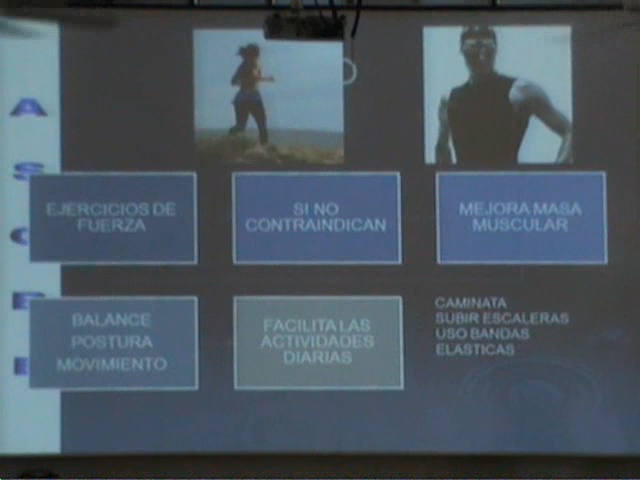 EJERCICIOS DE
FUERZA
SI NO
CONTRAINDICAN
MEJORA MASA
MUSCULAR
BALANCE
POSTURA
MOVIMIENTO
FACILITA LAS
ACTIVIDADES
DIARIAS
CAMINATA
SUBIR ESCALERAS
USO BANDAS
ELASTICAS